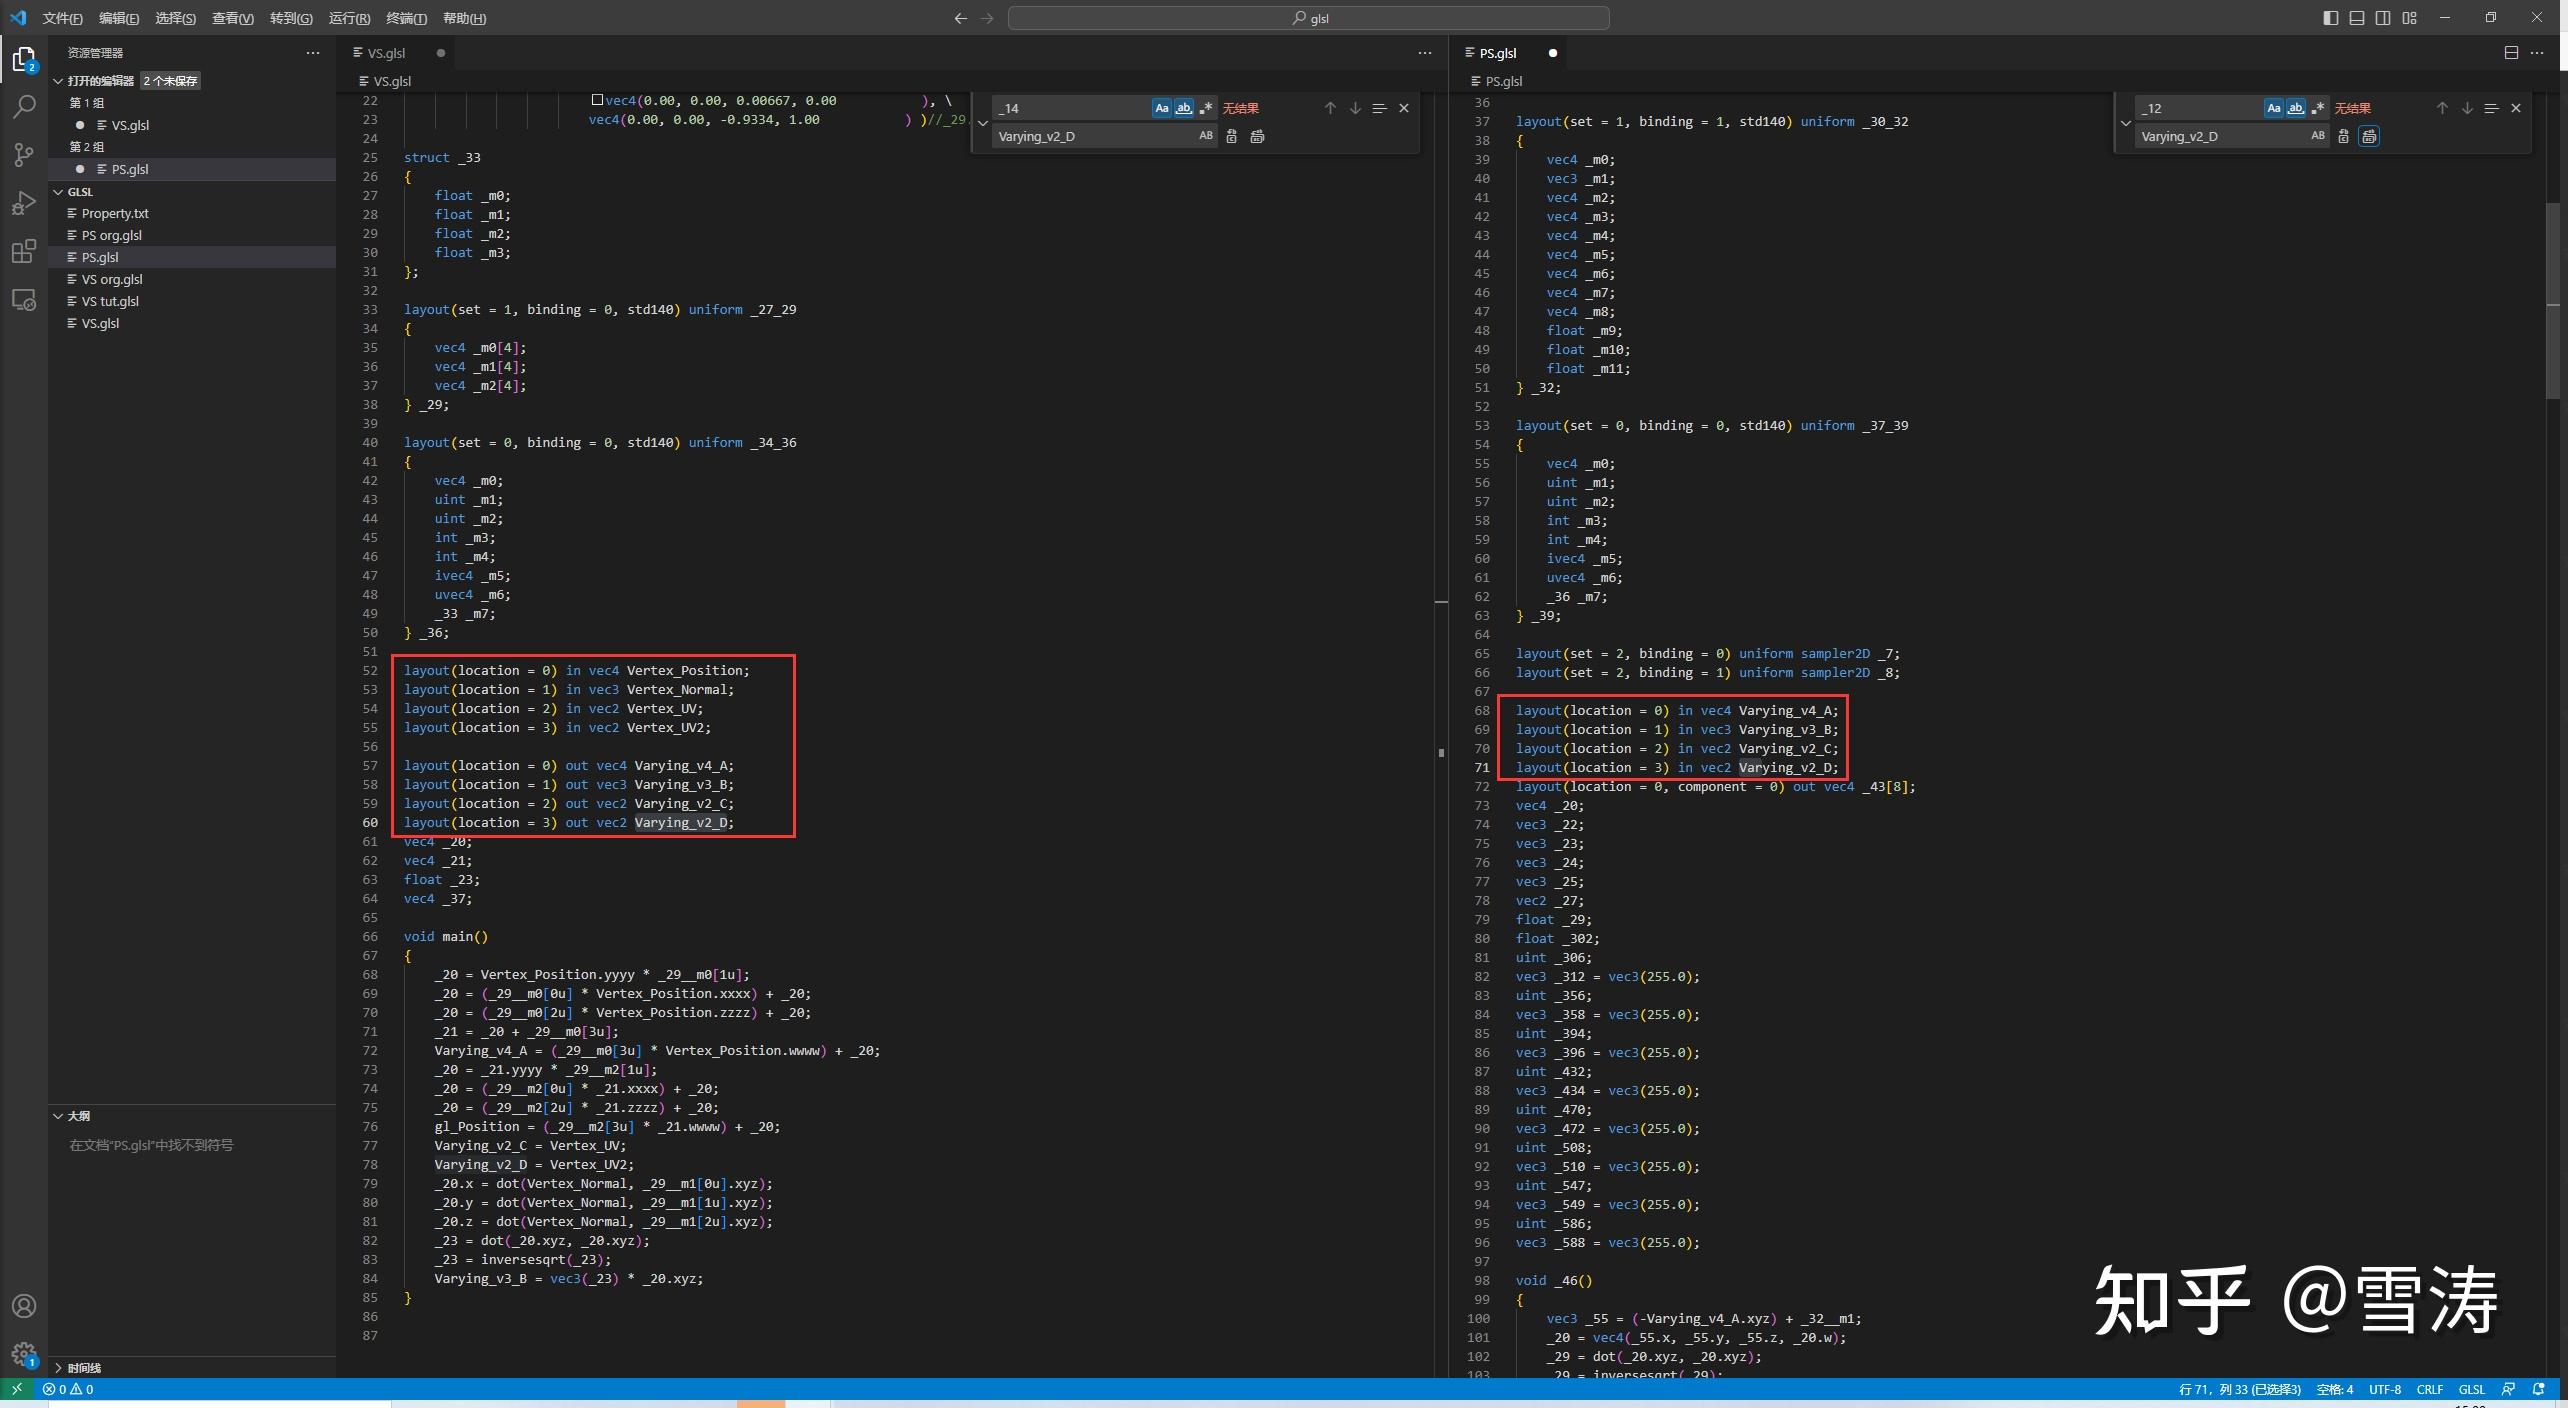 文件(F) 编辑(E) 选择(S) 查看(V) 转到(G) 运行(R) 终端(T) 帮助(H)
glsl
资源管理器
打开的编辑器 2 个未保存
第 1 组
VS.glsl
第 2 组
PS.glsl
GLSL
Property.txt
PS org.glsl
PS.glsl
VS org.glsl
VS tut.glsl
VS.glsl
大纲
在文档"PS.glsl"中找不到符号
时间线
VS.glsl
VS.glsl
_14 Aa ab 无结果
Varying_v2_D AB
22 vec4(0.00, 0.00, 0.00667, 0.00 ), \
23 vec4(0.00, 0.00, -0.9334, 1.00 ) )//_29.
24
25 struct _33
26 {
27 float _m0;
28 float _m1;
29 float _m2;
30 float _m3;
31 };
32
33 layout(set = 1, binding = 0, std140) uniform _27_29
34 {
35 vec4 _m0[4];
36 vec4 _m1[4];
37 vec4 _m2[4];
38 } _29;
39
40 layout(set = 0, binding = 0, std140) uniform _34_36
41 {
42 vec4 _m0;
43 uint _m1;
44 uint _m2;
45 int _m3;
46 int _m4;
47 ivec4 _m5;
48 uvec4 _m6;
49 _33 _m7;
50 } _36;
51
52 layout(location = 0) in vec4 Vertex_Position;
53 layout(location = 1) in vec3 Vertex_Normal;
54 layout(location = 2) in vec2 Vertex_UV;
55 layout(location = 3) in vec2 Vertex_UV2;
56
57 layout(location = 0) out vec4 Varying_v4_A;
58 layout(location = 1) out vec3 Varying_v3_B;
59 layout(location = 2) out vec2 Varying_v2_C;
60 layout(location = 3) out vec2 Varying_v2_D;
61 vec4 _20;
62 vec4 _21;
63 float _23;
64 vec4 _37;
65
66 void main()
67 {
68 _20 = Vertex_Position.yyyy * _29__m0[1u];
69 _20 = (_29__m0[0u] * Vertex_Position.xxxx) + _20;
70 _20 = (_29__m0[2u] * Vertex_Position.zzzz) + _20;
71 _21 = _20 + _29__m0[3u];
72 Varying_v4_A = (_29__m0[3u] * Vertex_Position.wwww) + _20;
73 _20 = _21.yyyy * _29__m2[1u];
74 _20 = (_29__m2[0u] * _21.xxxx) + _20;
75 _20 = (_29__m2[2u] * _21.zzzz) + _20;
76 gl_Position = (_29__m2[3u] * _21.wwww) + _20;
77 Varying_v2_C = Vertex_UV;
78 Varying_v2_D = Vertex_UV2;
79 _20.x = dot(Vertex_Normal, _29__m1[0u].xyz);
80 _20.y = dot(Vertex_Normal, _29__m1[1u].xyz);
81 _20.z = dot(Vertex_Normal, _29__m1[2u].xyz);
82 _23 = dot(_20.xyz, _20.xyz);
83 _23 = inversesqrt(_23);
84 Varying_v3_B = vec3(_23) * _20.xyz;
85 }
86
87
PS.glsl
PS.glsl
_12 Aa ab 无结果
Varying_v2_D AB
36
37 layout(set = 1, binding = 1, std140) uniform _30_32
38 {
39 vec4 _m0;
40 vec3 _m1;
41 vec4 _m2;
42 vec4 _m3;
43 vec4 _m4;
44 vec4 _m5;
45 vec4 _m6;
46 vec4 _m7;
47 vec4 _m8;
48 float _m9;
49 float _m10;
50 float _m11;
51 } _32;
52
53 layout(set = 0, binding = 0, std140) uniform _37_39
54 {
55 vec4 _m0;
56 uint _m1;
57 uint _m2;
58 int _m3;
59 int _m4;
60 ivec4 _m5;
61 uvec4 _m6;
62 _36 _m7;
63 } _39;
64
65 layout(set = 2, binding = 0) uniform sampler2D _7;
66 layout(set = 2, binding = 1) uniform sampler2D _8;
67
68 layout(location = 0) in vec4 Varying_v4_A;
69 layout(location = 1) in vec3 Varying_v3_B;
70 layout(location = 2) in vec2 Varying_v2_C;
71 layout(location = 3) in vec2 Varying_v2_D;
72 layout(location = 0, component = 0) out vec4 _43[8];
73 vec4 _20;
74 vec3 _22;
75 vec3 _23;
76 vec3 _24;
77 vec3 _25;
78 vec2 _27;
79 float _29;
80 float _302;
81 uint _306;
82 vec3 _312 = vec3(255.0);
83 uint _356;
84 vec3 _358 = vec3(255.0);
85 uint _394;
86 vec3 _396 = vec3(255.0);
87 uint _432;
88 vec3 _434 = vec3(255.0);
89 uint _470;
90 vec3 _472 = vec3(255.0);
91 uint _508;
92 vec3 _510 = vec3(255.0);
93 uint _547;
94 vec3 _549 = vec3(255.0);
95 uint _586;
96 vec3 _588 = vec3(255.0);
97
98 void _46()
99 {
100 vec3 _55 = (-Varying_v4_A.xyz) + _32__m1;
101 _20 = vec4(_55.x, _55.y, _55.z, _20.w);
102 _29 = dot(_20.xyz, _20.xyz);
103 _29 = inversesqrt(_29);
知乎 @雪涛
0 0
行 71，列 33 (已选择3) 空格: 4 UTF-8 CRLF GLSL